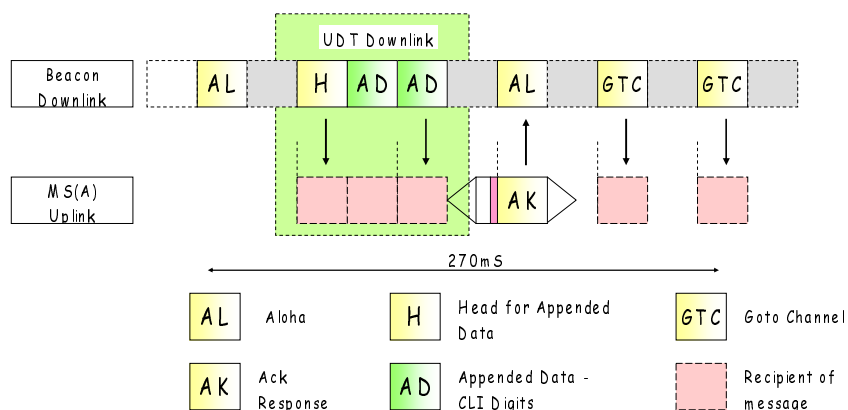 UDT Downlink
Beacon
Downlink
AL
H
AD
AD
AL
GTC
GTC
MS(A)
Uplink
AK
270mS
AL
Aloha
H
Head for Appended
Data
GTC
Goto Channel
AK
Ack
Response
AD
Appended Data -
CLI Digits
Recipient of
message